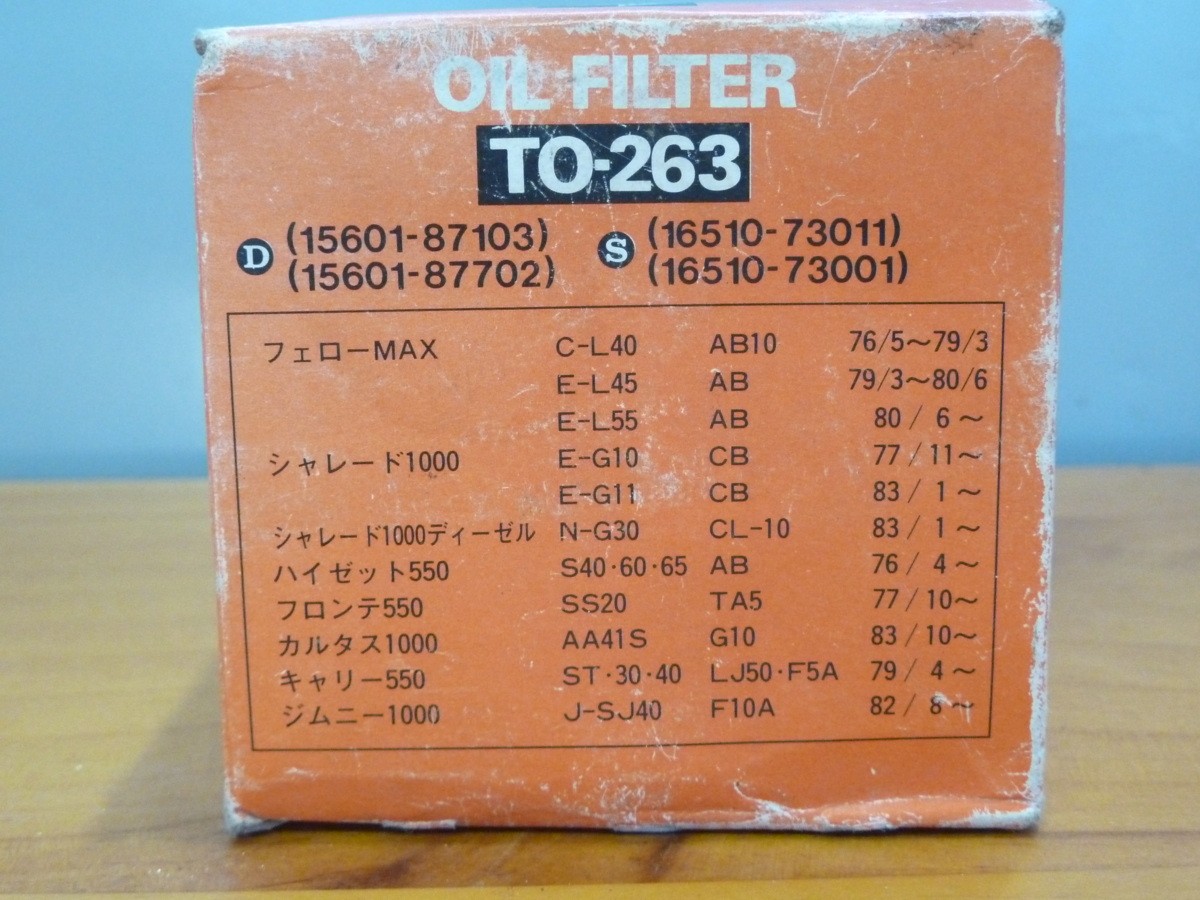 OIL FILTER
TO-263
D (15601-87103) S (16510-73011)
(15601-87702) (16510-73001)
フェローMAX C-L40 AB10 76/5〜79/3
E-L45 AB 79/3〜80/6
E-L55 AB 80/ 6〜
シャレード1000 E-G10 CB 77/11〜
E-G11 CB 83/ 1〜
シャレード1000ディーゼル N-G30 CL-10 83/ 1〜
ハイゼット550 S40・60・65 AB 76/ 4〜
フロンテ550 SS20 TA5 77/10〜
カルタス1000 AA41S G10 83/10〜
キャリー550 ST・30・40 LJ50・F5A 79/ 4〜
ジムニー1000 J-SJ40 F10A 82/ 8〜